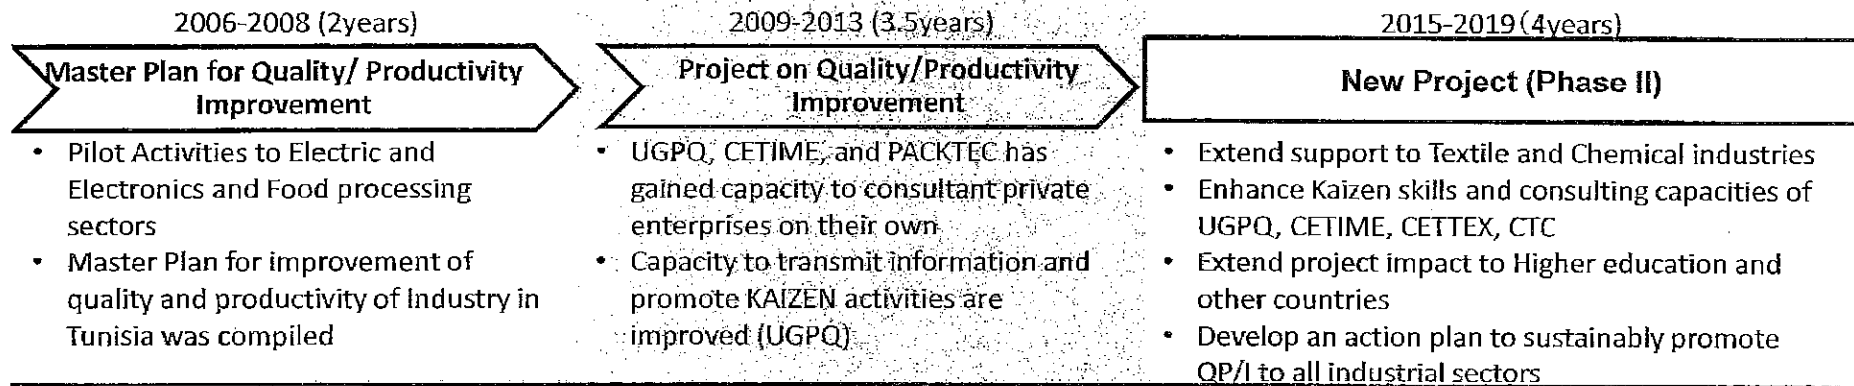 2006-2008 (2years)
Master Plan for Quality/ Productivity
Improvement
• Pilot Activities to Electric and
Electronics and Food processing
sectors
• Master Plan for improvement of
quality and productivity of Industry in
Tunisia was compiled
2009-2013 (3.5years)
Project on Quality/Productivity
Improvement
• UGPQ, CETIME, and PACKTEC has
gained capacity to consultant private
enterprises on their own
• Capacity to transmit information and
promote KAIZEN activities are
improved (UGPQ)
2015-2019 (4years)
New Project (Phase II)
• Extend support to Textile and Chemical industries
• Enhance Kaizen skills and consulting capacities of
UGPQ, CETIME, CETTEX, CTC
• Extend project impact to Higher education and
other countries
• Develop an action plan to sustainably promote
QP/I to all industrial sectors